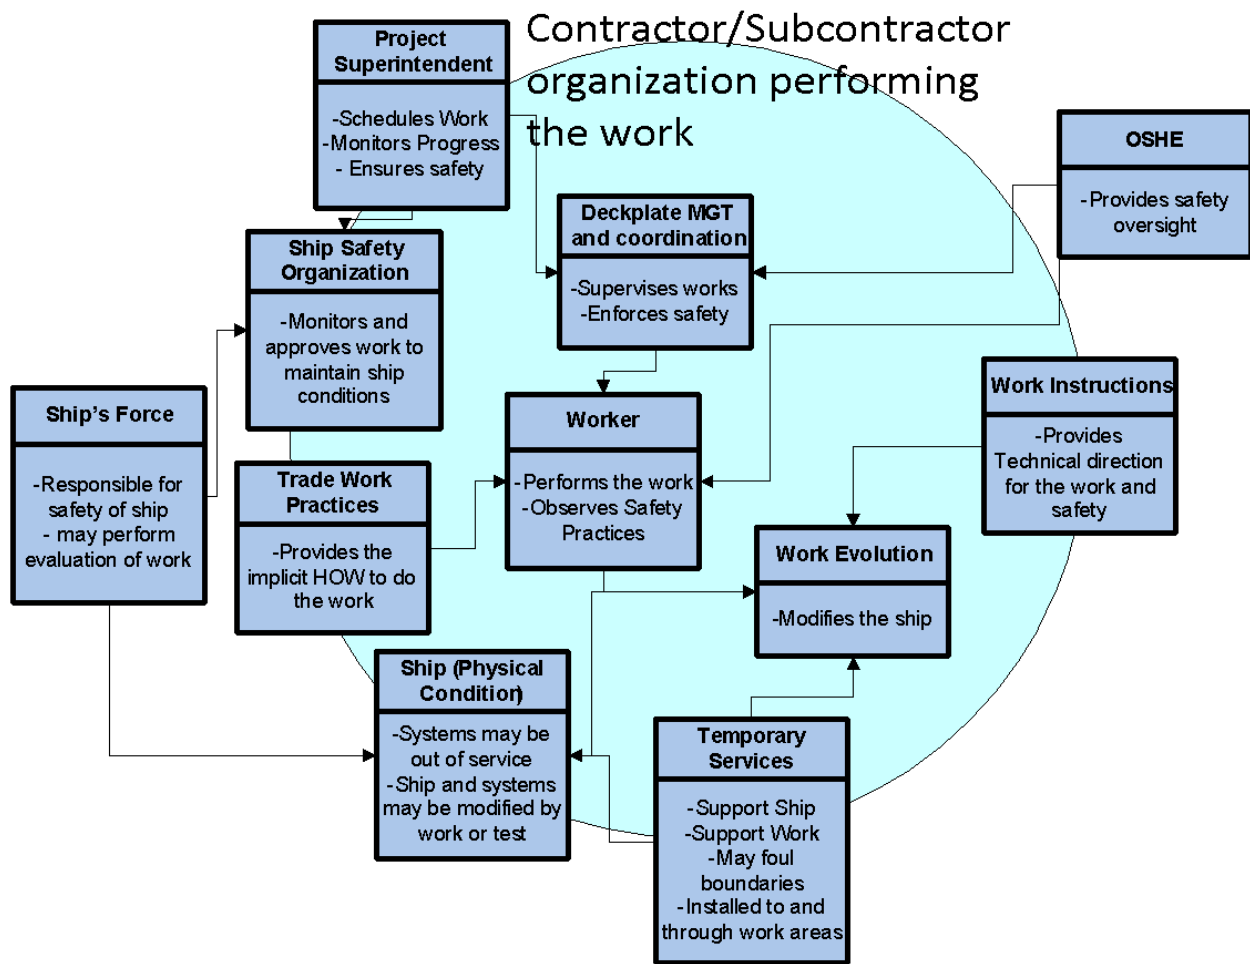 Contractor/Subcontractor
organization performing
the work
Project
Superintendent
-Schedules Work
-Monitors Progress
- Ensures safety
OSHE
-Provides safety
oversight
Deckplate MGT
and coordination
-Supervises works
-Enforces safety
Ship Safety
Organization
-Monitors and
approves work to
maintain ship
conditions
Ship's Force
-Responsible for
safety of ship
- may perform
evaluation of work
Worker
-Performs the work
-Observes Safety
Practices
Work Instructions
-Provides
Technical direction
for the work and
safety
Trade Work
Practices
-Provides the
implicit HOW to do
the work
Work Evolution
-Modifies the ship
Ship (Physical
Condition)
-Systems may be
out of service
-Ship and systems
may be modified by
work or test
Temporary
Services
-Support Ship
-Support Work
-May foul
boundaries
-Installed to and
through work areas